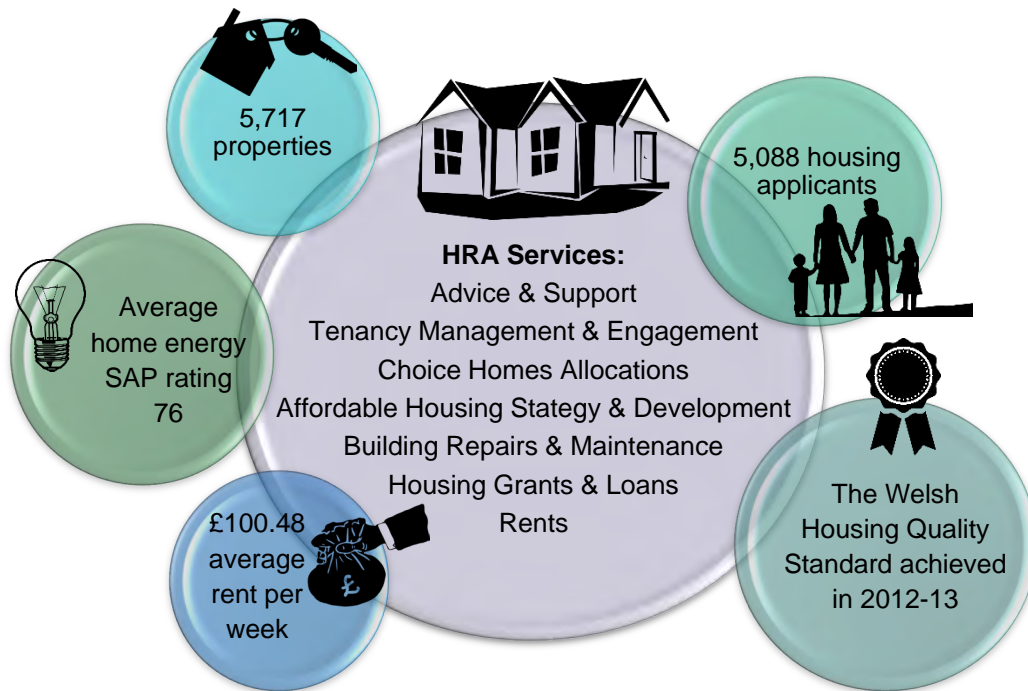 5,717
properties
5,088 housing
applicants
HRA Services:
Advice & Support
Tenancy Management & Engagement
Choice Homes Allocations
Affordable Housing Stategy & Development
Building Repairs & Maintenance
Housing Grants & Loans
Rents
Average
home energy
SAP rating
76
£100.48
average
rent per
week
£
The Welsh
Housing Quality
Standard achieved
in 2012-13